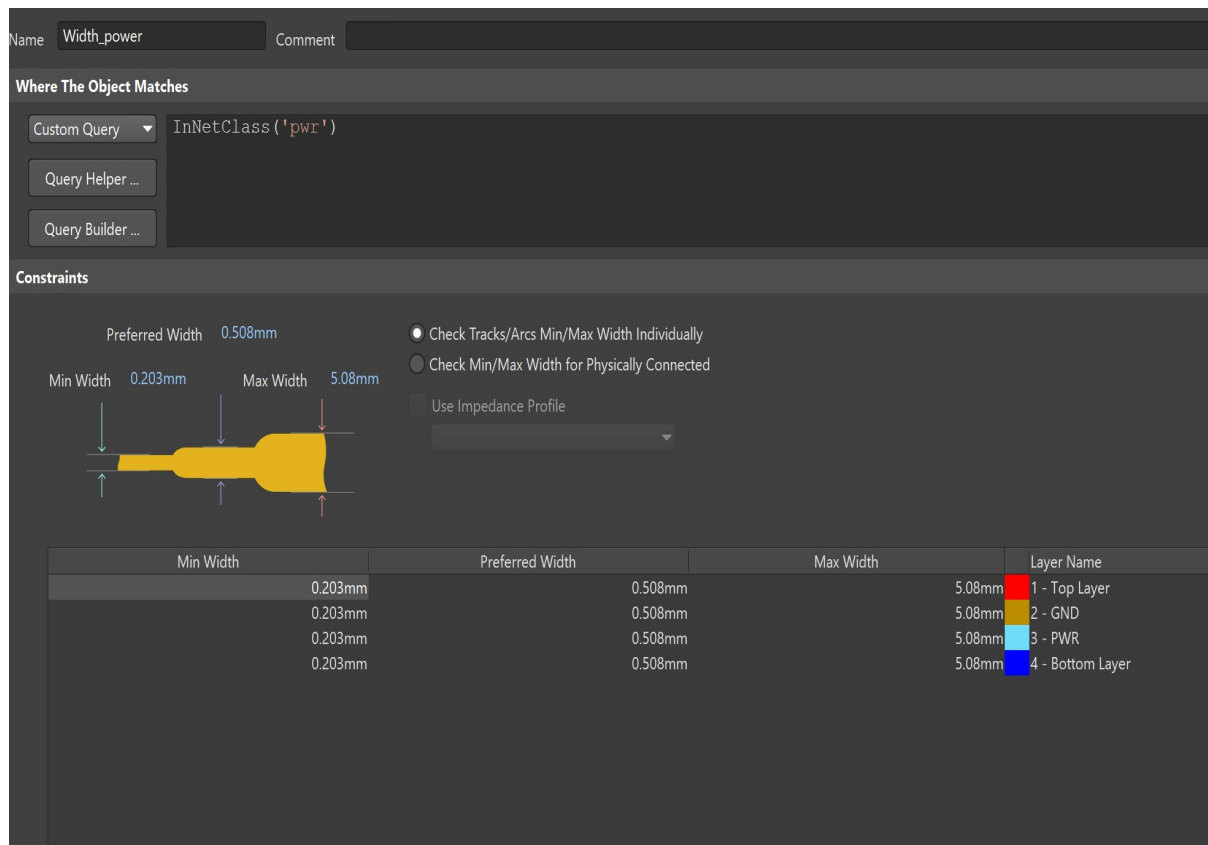 Name Width_power Comment
Where The Object Matches
Custom Query InNetClass('pwr')
Query Helper ...
Query Builder ...
Constraints
Preferred Width 0.508mm
Min Width 0.203mm Max Width 5.08mm
Check Tracks/Arcs Min/Max Width Individually
Check Min/Max Width for Physically Connected
Use Impedance Profile
Min Width Preferred Width Max Width Layer Name
0.203mm 0.508mm 5.08mm 1 - Top Layer
0.203mm 0.508mm 5.08mm 2 - GND
0.203mm 0.508mm 5.08mm 3 - PWR
0.203mm 0.508mm 5.08mm 4 - Bottom Layer